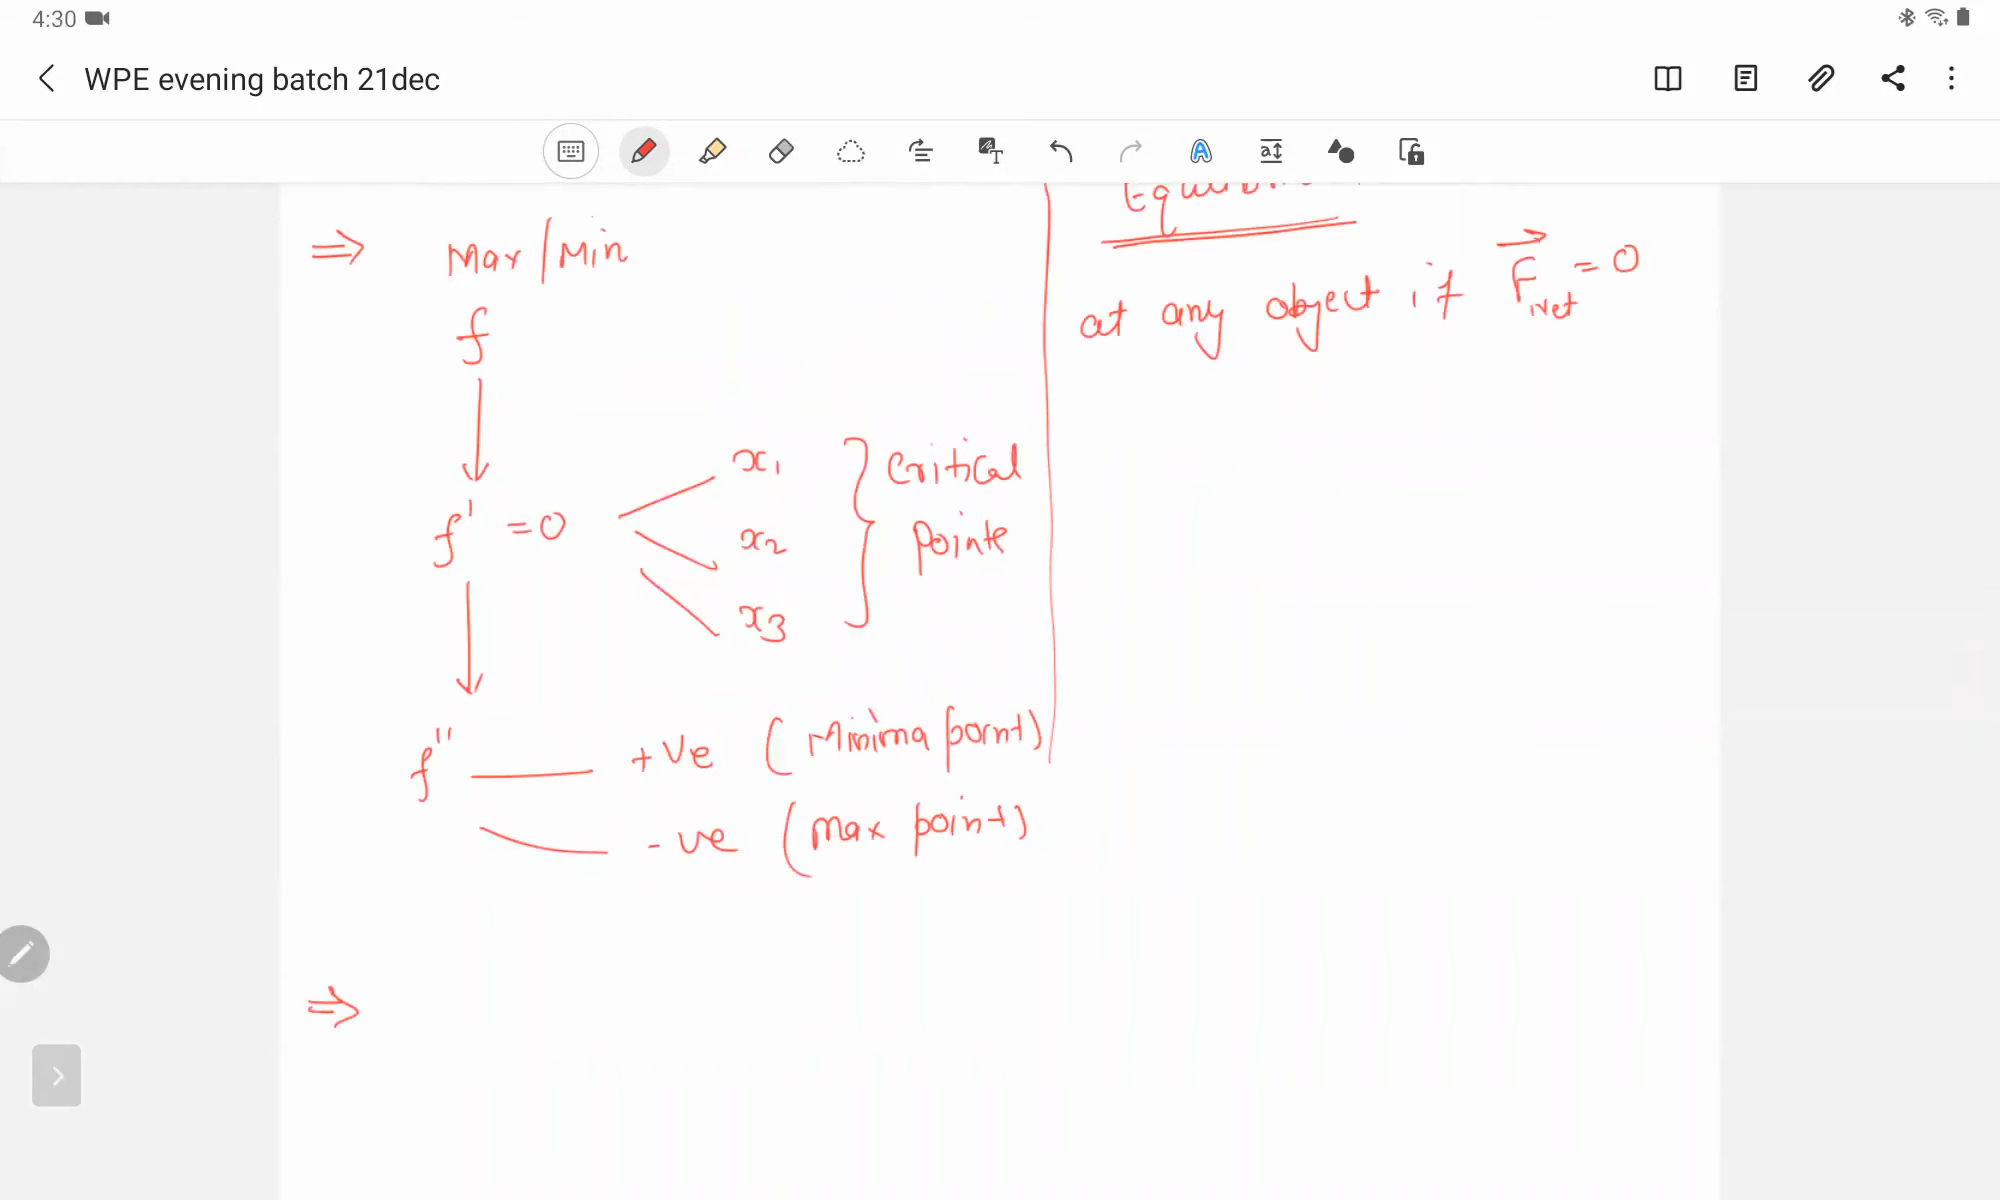 4:30
WPE evening batch 21dec
⇒ Max/Min
f
f' = 0
x₁
x₂
x₃
Critical
points
f'' +ve (Minima point)
-ve (Max point)
⇒
at any object if F⃗net = 0